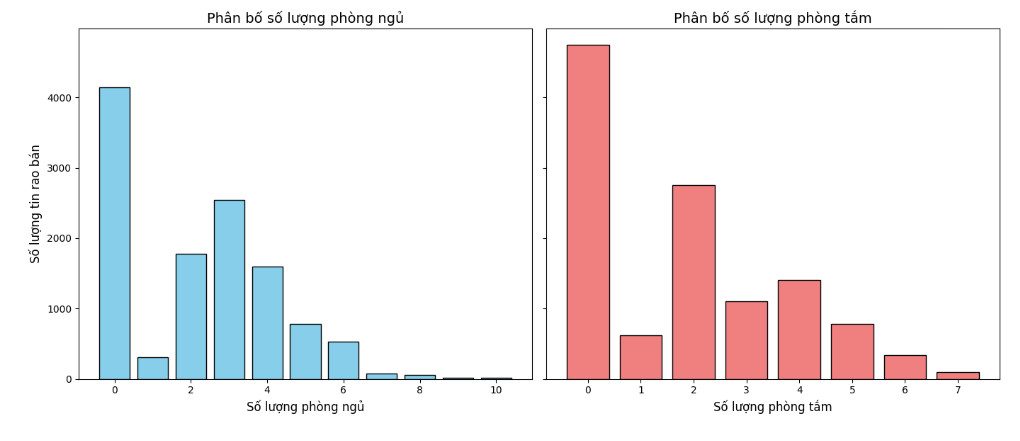 Phân bố số lượng phòng ngủ
Phân bố số lượng phòng tắm
Số lượng tin rao bán
4000
3000
2000
1000
0
0 2 4 6 8 10
0 1 2 3 4 5 6 7
Số lượng phòng ngủ
Số lượng phòng tắm